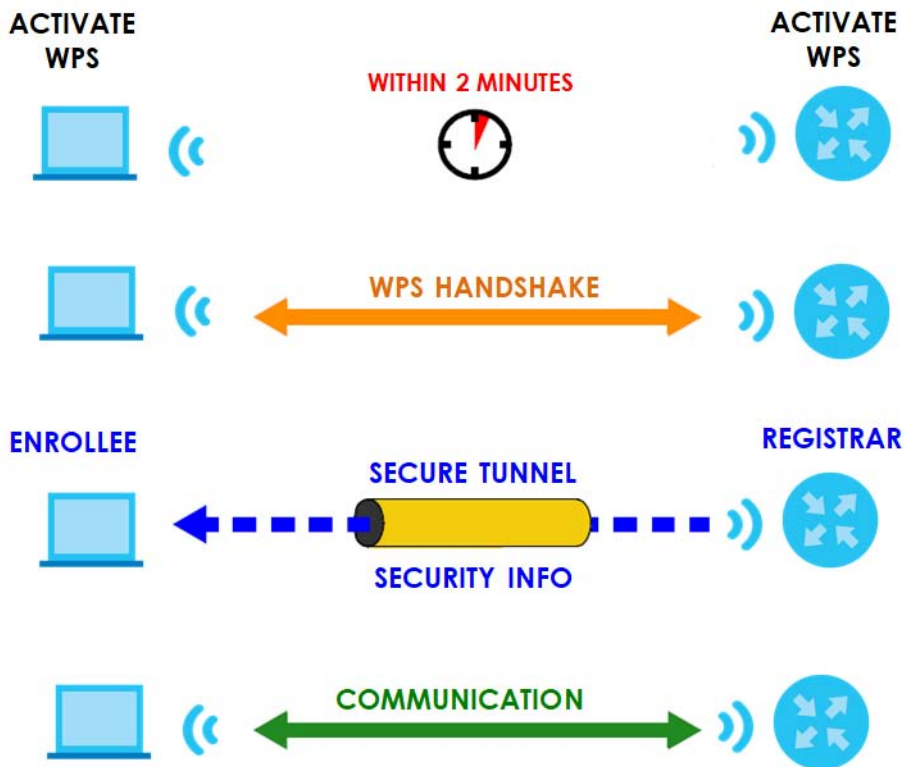 ACTIVATE
WPS
WITHIN 2 MINUTES
ACTIVATE
WPS
WPS HANDSHAKE
ENROLLEE
REGISTRAR
SECURE TUNNEL
SECURITY INFO
COMMUNICATION